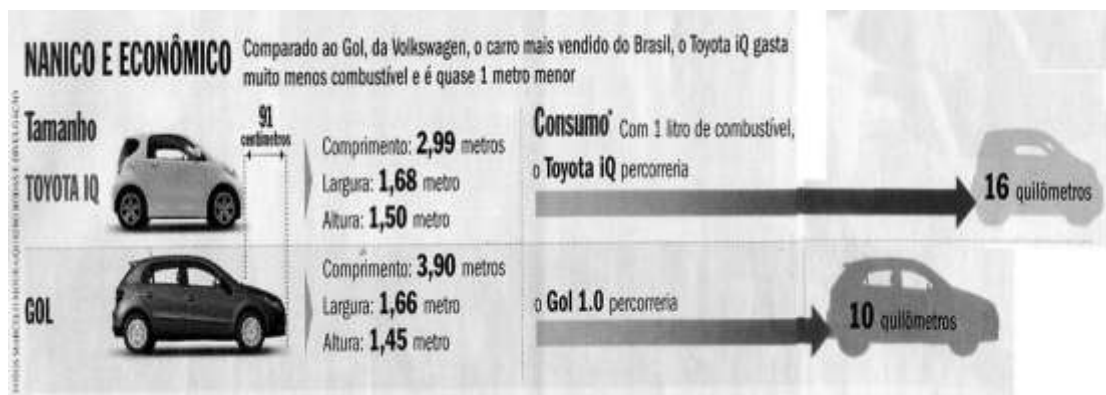 NANICO E ECONÔMICO
Comparado ao Gol, da Volkswagen, o carro mais vendido do Brasil, o Toyota iQ gasta
muito menos combustível e é quase 1 metro menor
Tamanho
91
centímetros
TOYOTA IQ
Comprimento: 2,99 metros
Largura: 1,68 metro
Altura: 1,50 metro
Consumo* Com 1 litro de combustível,
o Toyota iQ percorreria
16 quilômetros
GOL
Comprimento: 3,90 metros
Largura: 1,66 metro
Altura: 1,45 metro
o Gol 1.0 percorreria
10 quilômetros